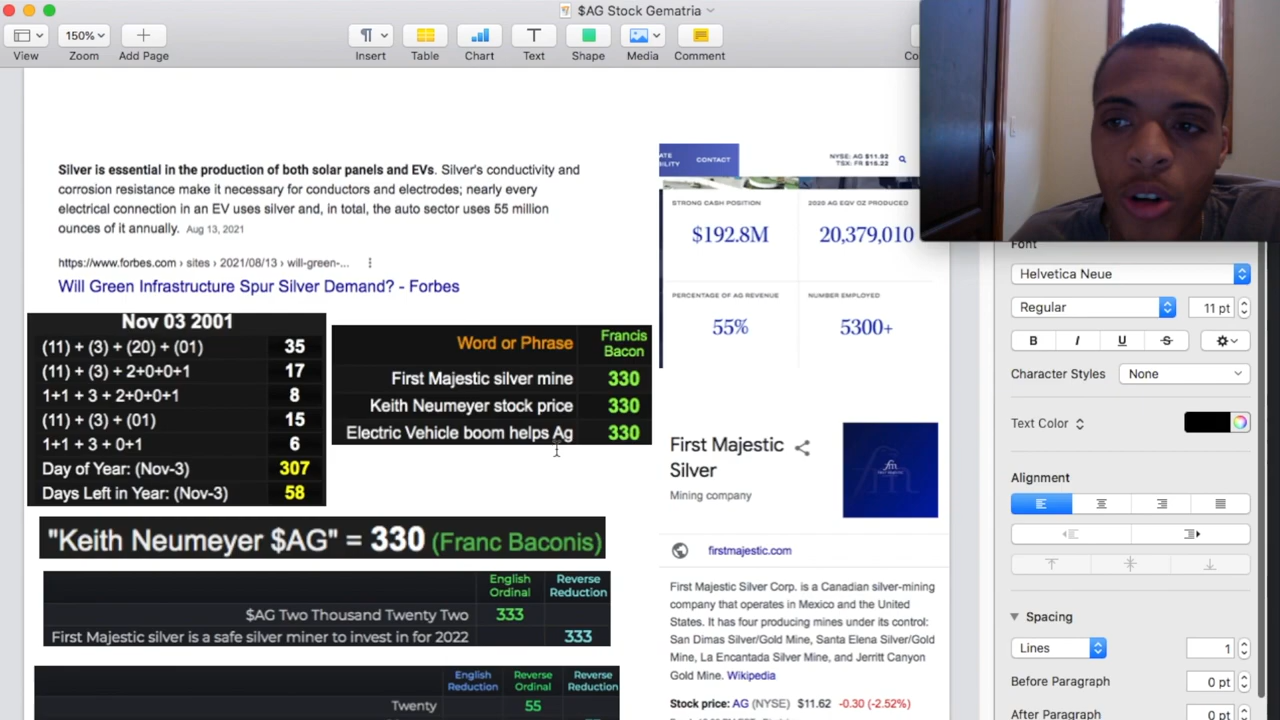 $AG Stock Gematria
150%
View
Zoom
Add Page
Insert
Table
Chart
Text
Shape
Media
Comment
Silver is essential in the production of both solar panels and EVs. Silver's conductivity and
corrosion resistance make it necessary for conductors and electrodes; nearly every
electrical connection in an EV uses silver and, in total, the auto sector uses 55 million
ounces of it annually. Aug 13, 2021
https://www.forbes.com › sites › 2021/08/13 › will-green-...
Will Green Infrastructure Spur Silver Demand? - Forbes
Nov 03 2001
(11) + (3) + (20) + (01) 35
(11) + (3) + 2+0+0+1 17
1+1 + 3 + 2+0+0+1 8
(11) + (3) + (01) 15
1+1 + 3 + 0+1 6
Day of Year: (Nov-3) 307
Days Left in Year: (Nov-3) 58
Word or Phrase Francis Bacon
First Majestic silver mine 330
Keith Neumeyer stock price 330
Electric Vehicle boom helps Ag 330
"Keith Neumeyer $AG" = 330 (Franc Baconis)
English Ordinal Reverse Reduction
$AG Two Thousand Twenty Two 333
First Majestic silver is a safe silver miner to invest in for 2022 333
English Reduction Reverse Ordinal Reverse Reduction
Twenty 55
CONTACT
NYSE: AG $11.92
TSX: FR $15.22
STRONG CASH POSITION
$192.8M
2020 AG EQV OZ PRODUCED
20,379,010
PERCENTAGE OF AG REVENUE
55%
NUMBER EMPLOYED
5300+
First Majestic
Silver
Mining company
fm
firstmajestic.com
First Majestic Silver Corp. is a Canadian silver-mining
company that operates in Mexico and the United
States. It has four producing mines under its control:
San Dimas Silver/Gold Mine, Santa Elena Silver/Gold
Mine, La Encantada Silver Mine, and Jerritt Canyon
Gold Mine. Wikipedia
Stock price: AG (NYSE) $11.62 -0.30 (-2.52%)
Font
Helvetica Neue
Regular
11 pt
B I U S
Character Styles
None
Text Color
Alignment
Spacing
Lines
1
Before Paragraph
0 pt
After Paragraph
0 pt